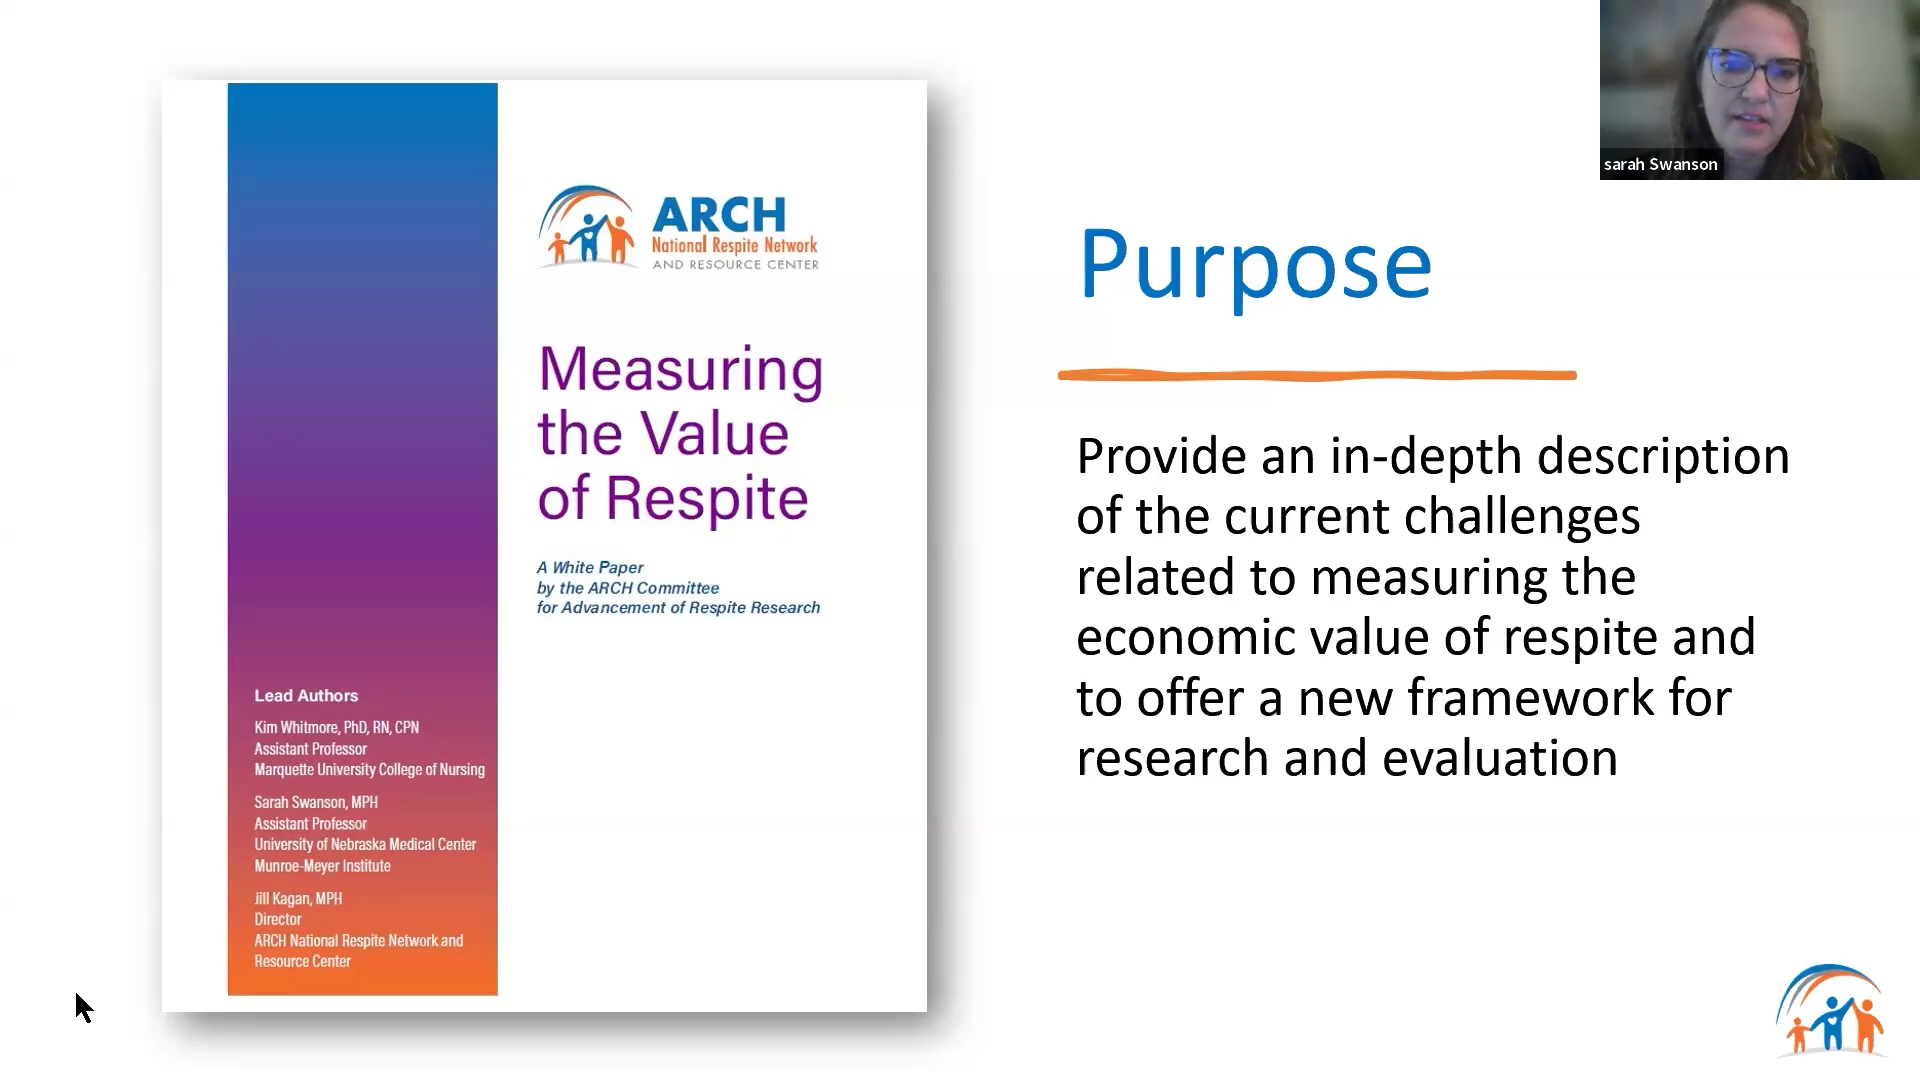 ARCH
National Respite Network
AND RESOURCE CENTER
Measuring
the Value
of Respite
A White Paper
by the ARCH Committee
for Advancement of Respite Research
Lead Authors
Kim Whitmore, PhD, RN, CPN
Assistant Professor
Marquette University College of Nursing
Sarah Swanson, MPH
Assistant Professor
University of Nebraska Medical Center
Munroe-Meyer Institute
Jill Kagan, MPH
Director
ARCH National Respite Network and
Resource Center
sarah Swanson
Purpose
Provide an in-depth description
of the current challenges
related to measuring the
economic value of respite and
to offer a new framework for
research and evaluation